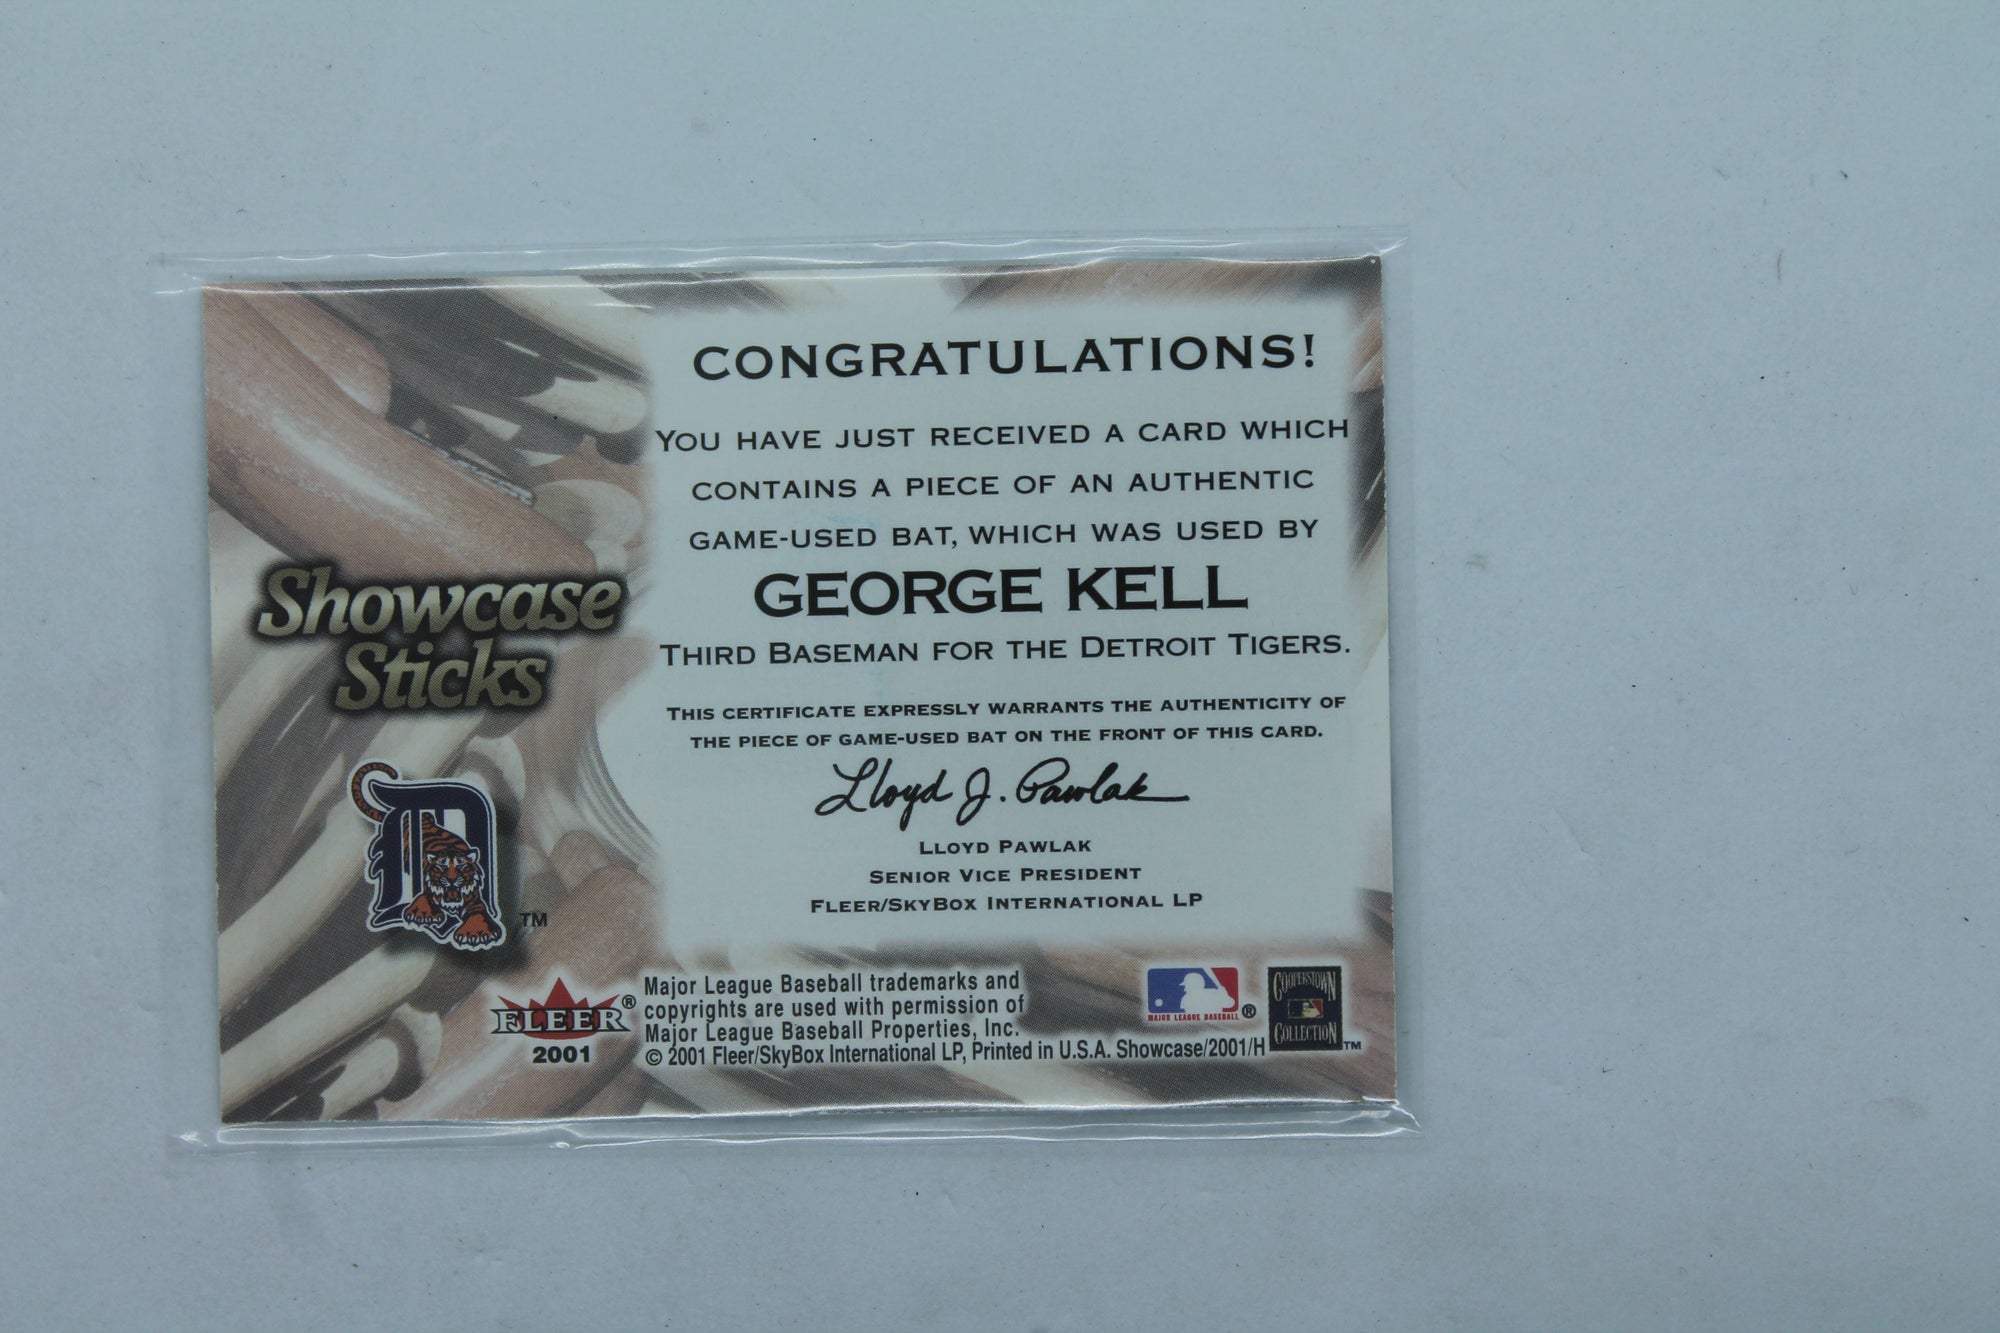 CONGRATULATIONS!
YOU HAVE JUST RECEIVED A CARD WHICH
CONTAINS A PIECE OF AN AUTHENTIC
GAME-USED BAT, WHICH WAS USED BY
GEORGE KELL
THIRD BASEMAN FOR THE DETROIT TIGERS.
THIS CERTIFICATE EXPRESSLY WARRANTS THE AUTHENTICITY OF
THE PIECE OF GAME-USED BAT ON THE FRONT OF THIS CARD.
Lloyd J. Pawlak
LLOYD PAWLAK
SENIOR VICE PRESIDENT
FLEER/SKYBOX INTERNATIONAL LP
Showcase
Sticks
D
TM
FLEER®
2001
Major League Baseball trademarks and
copyrights are used with permission of
Major League Baseball Properties, Inc.
© 2001 Fleer/SkyBox International LP, Printed in U.S.A. Showcase/2001/H
MAJOR LEAGUE BASEBALL®
COOPERSTOWN
COLLECTION
TM